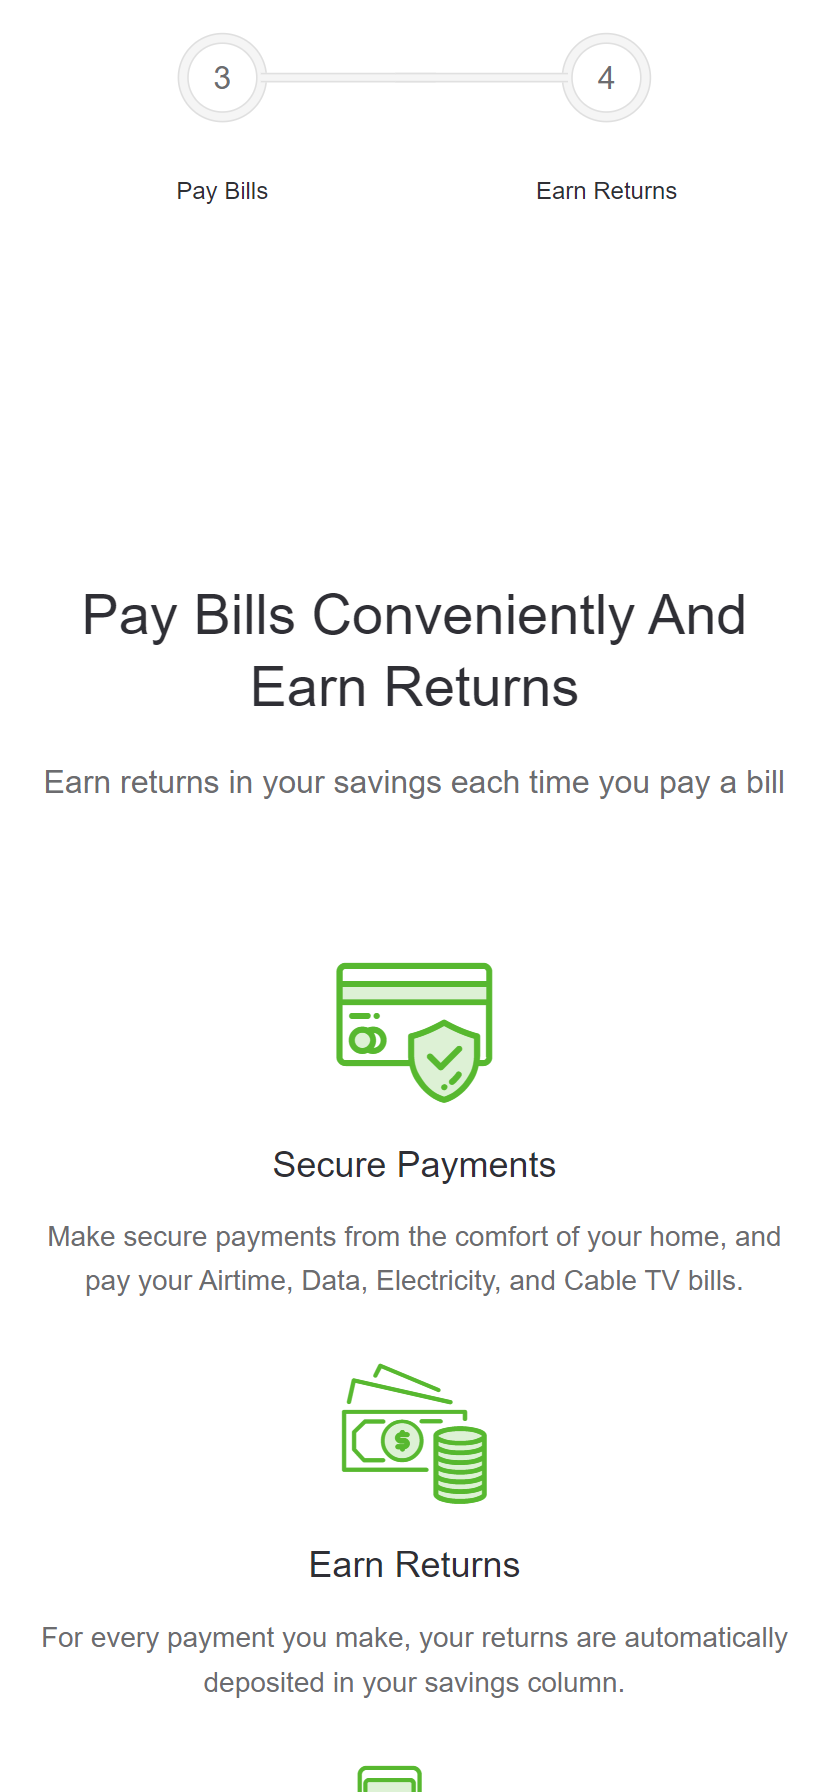 3
4
Pay Bills
Earn Returns
Pay Bills Conveniently And
Earn Returns
Earn returns in your savings each time you pay a bill
Secure Payments
Make secure payments from the comfort of your home, and
pay your Airtime, Data, Electricity, and Cable TV bills.
$
Earn Returns
For every payment you make, your returns are automatically
deposited in your savings column.